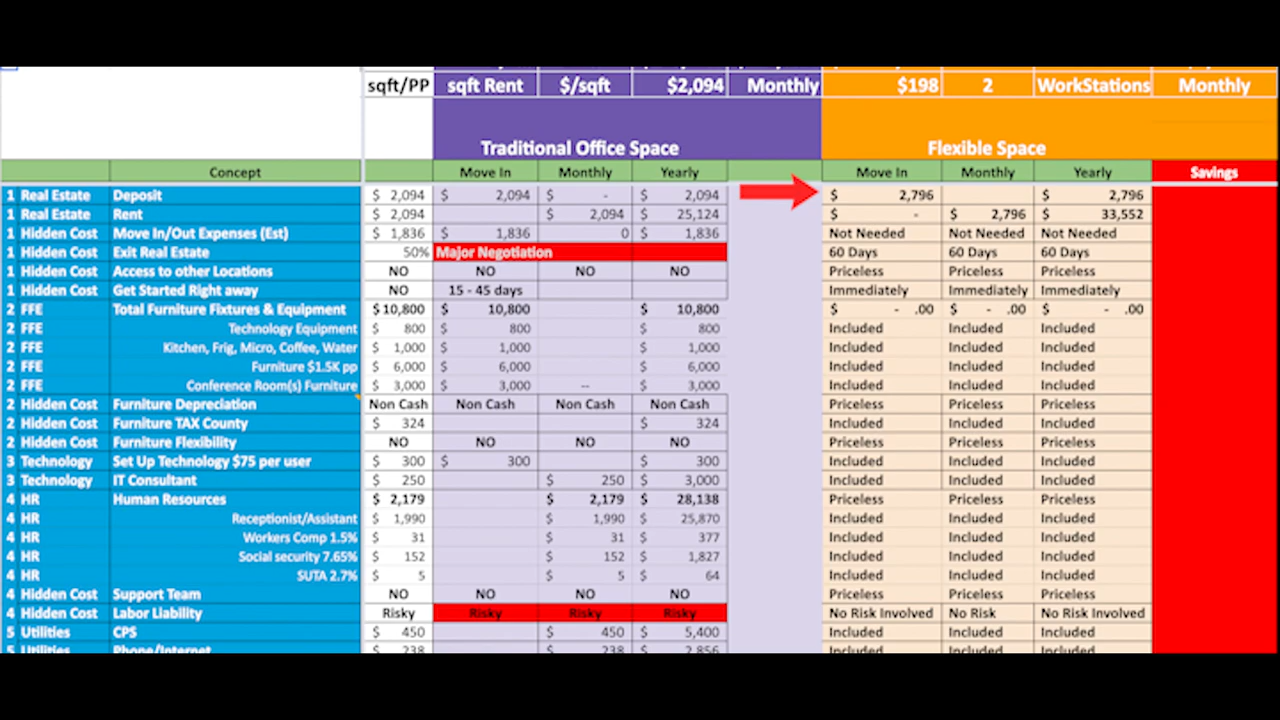 sqft/PP sqft Rent $/sqft $2,094 Monthly $198 2 WorkStations Monthly
Traditional Office Space Flexible Space
Concept Move In Monthly Yearly Move In Monthly Yearly Savings
1 Real Estate Deposit $ 2,094 $ 2,094 $ - $ 2,094 $ 2,796 $ 2,796
1 Real Estate Rent $ 2,094 $ 2,094 $ 25,124 $ - $ 2,796 $ 33,552
1 Hidden Cost Move In/Out Expenses (Est) $ 1,836 $ 1,836 0 $ 1,836 Not Needed Not Needed Not Needed
1 Hidden Cost Exit Real Estate 50% Major Negotiation 60 Days 60 Days 60 Days
1 Hidden Cost Access to other Locations NO NO NO NO Priceless Priceless Priceless
1 Hidden Cost Get Started Right away NO 15 - 45 days Immediately Immediately Immediately
2 FFE Total Furniture Fixtures & Equipment $ 10,800 $ 10,800 $ 10,800 $ - .00 $ - .00 $ - .00
2 FFE Technology Equipment $ 800 $ 800 $ 800 Included Included Included
2 FFE Kitchen, Frig, Micro, Coffee, Water $ 1,000 $ 1,000 $ 1,000 Included Included Included
2 FFE Furniture $1.5K pp $ 6,000 $ 6,000 $ 6,000 Included Included Included
2 FFE Conference Room(s) Furniture $ 3,000 $ 3,000 -- $ 3,000 Included Included Included
2 Hidden Cost Furniture Depreciation Non Cash Non Cash Non Cash Non Cash Priceless Priceless Priceless
2 Hidden Cost Furniture TAX County $ 324 $ 324 Included Included Included
2 Hidden Cost Furniture Flexibility NO NO NO NO Priceless Priceless Priceless
3 Technology Set Up Technology $75 per user $ 300 $ 300 $ 300 Included Included Included
3 Technology IT Consultant $ 250 $ 250 $ 3,000 Included Included Included
4 HR Human Resources $ 2,179 $ 2,179 $ 28,138 Priceless Priceless Priceless
4 HR Receptionist/Assistant $ 1,990 $ 1,990 $ 25,870 Included Included Included
4 HR Workers Comp 1.5% $ 31 $ 31 $ 377 Included Included Included
4 HR Social security 7.65% $ 152 $ 152 $ 1,827 Included Included Included
4 HR SUTA 2.7% $ 5 $ 5 $ 64 Included Included Included
4 Hidden Cost Support Team NO NO NO NO Priceless Priceless Priceless
4 Hidden Cost Labor Liability Risky Risky Risky Risky No Risk Involved No Risk No Risk Involved
5 Utilities CPS $ 450 $ 450 $ 5,400 Included Included Included
5 Utilities Phone/Internet $ 238 $ 238 $ 2,856 Included Included Included